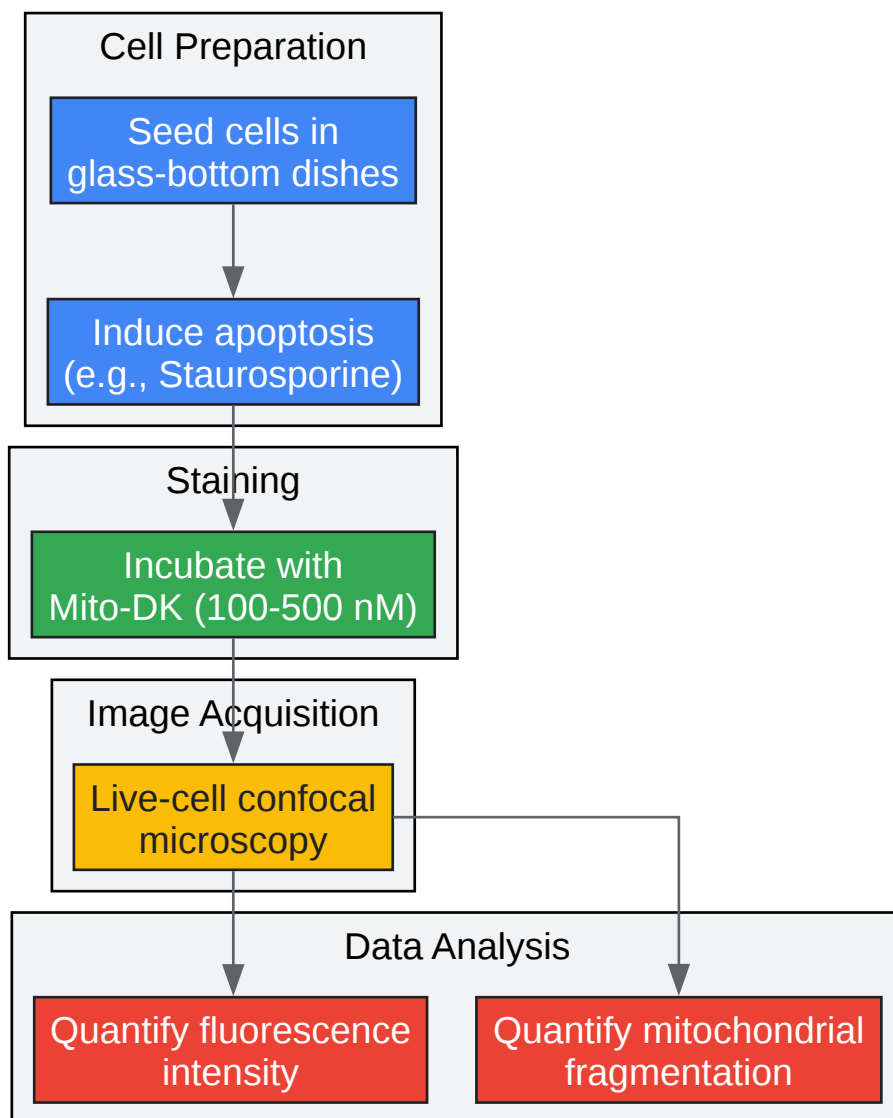 Cell Preparation
Seed cells in
glass-bottom dishes
Induce apoptosis
(e.g., Staurosporine)
Staining
Incubate with
Mito-DK (100-500 nM)
Image Acquisition
Live-cell confocal
microscopy
Data Analysis
Quantify fluorescence
intensity
Quantify mitochondrial
fragmentation